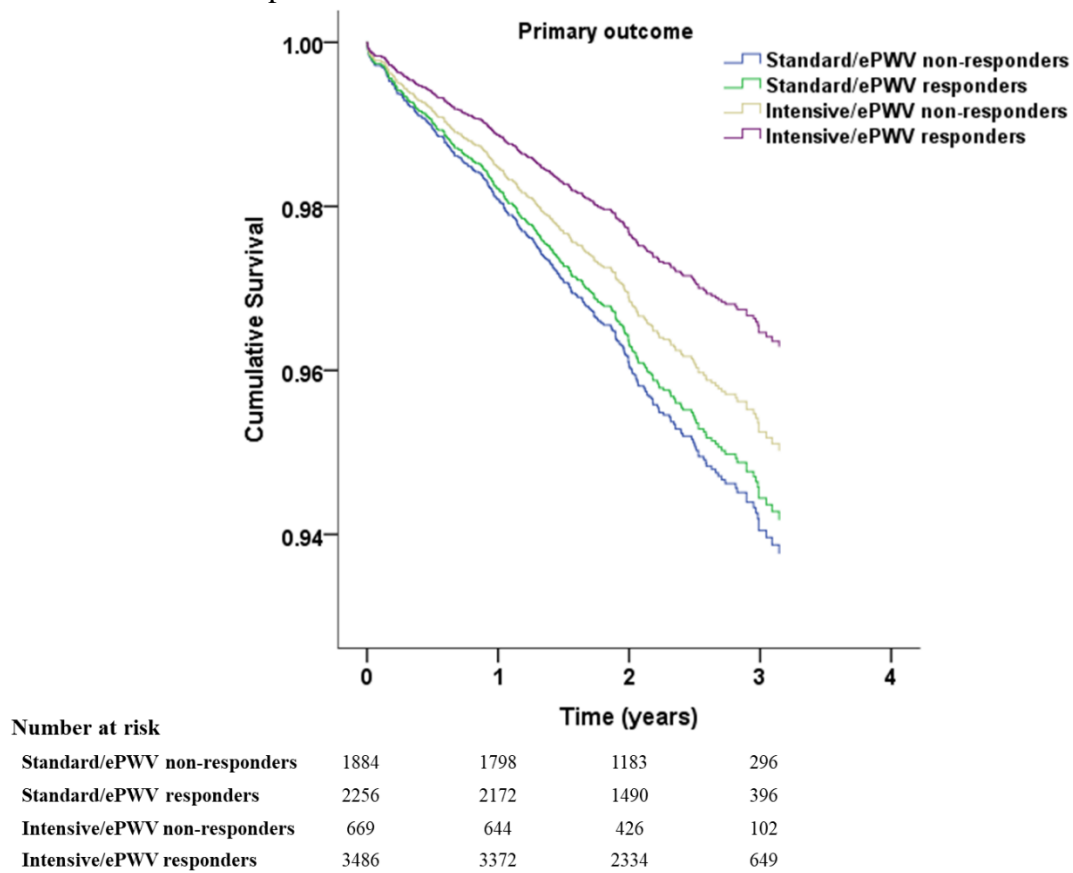 Primary outcome
Standard/ePWV non-responders
Standard/ePWV responders
Intensive/ePWV non-responders
Intensive/ePWV responders
Cumulative Survival
1.00
0.98
0.96
0.94
0 1 2 3 4
Time (years)
Number at risk
Standard/ePWV non-responders 1884 1798 1183 296
Standard/ePWV responders 2256 2172 1490 396
Intensive/ePWV non-responders 669 644 426 102
Intensive/ePWV responders 3486 3372 2334 649